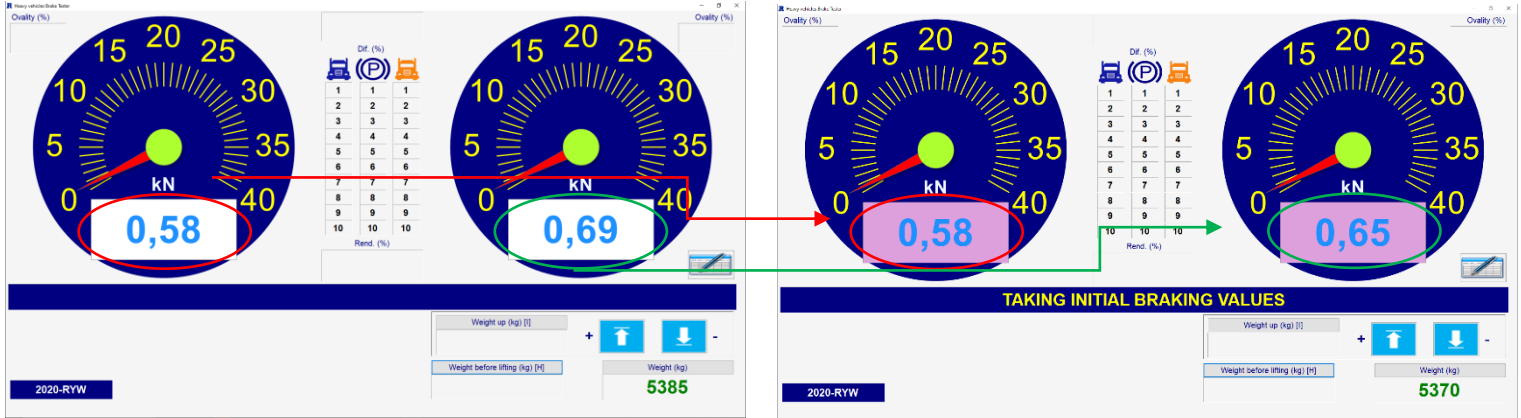 Heavy vehicles Brake Tester
Ovality (%)
Ovality (%)
0
5
10
15
20
25
30
35
40
kN
0,58
Dif. (%)
P
1 1 1
2 2 2
3 3 3
4 4 4
5 5 5
6 6 6
7 7 7
8 8 8
9 9 9
10 10 10
Rend. (%)
0
5
10
15
20
25
30
35
40
kN
0,69
Weight up (kg) [I]
+
-
Weight before lifting (kg) [H]
Weight (kg)
5385
2020-RYW
Heavy vehicles Brake Tester
Ovality (%)
Ovality (%)
0
5
10
15
20
25
30
35
40
kN
0,58
Dif. (%)
P
1 1 1
2 2 2
3 3 3
4 4 4
5 5 5
6 6 6
7 7 7
8 8 8
9 9 9
10 10 10
Rend. (%)
0
5
10
15
20
25
30
35
40
kN
0,65
TAKING INITIAL BRAKING VALUES
Weight up (kg) [I]
+
-
Weight before lifting (kg) [H]
Weight (kg)
5370
2020-RYW